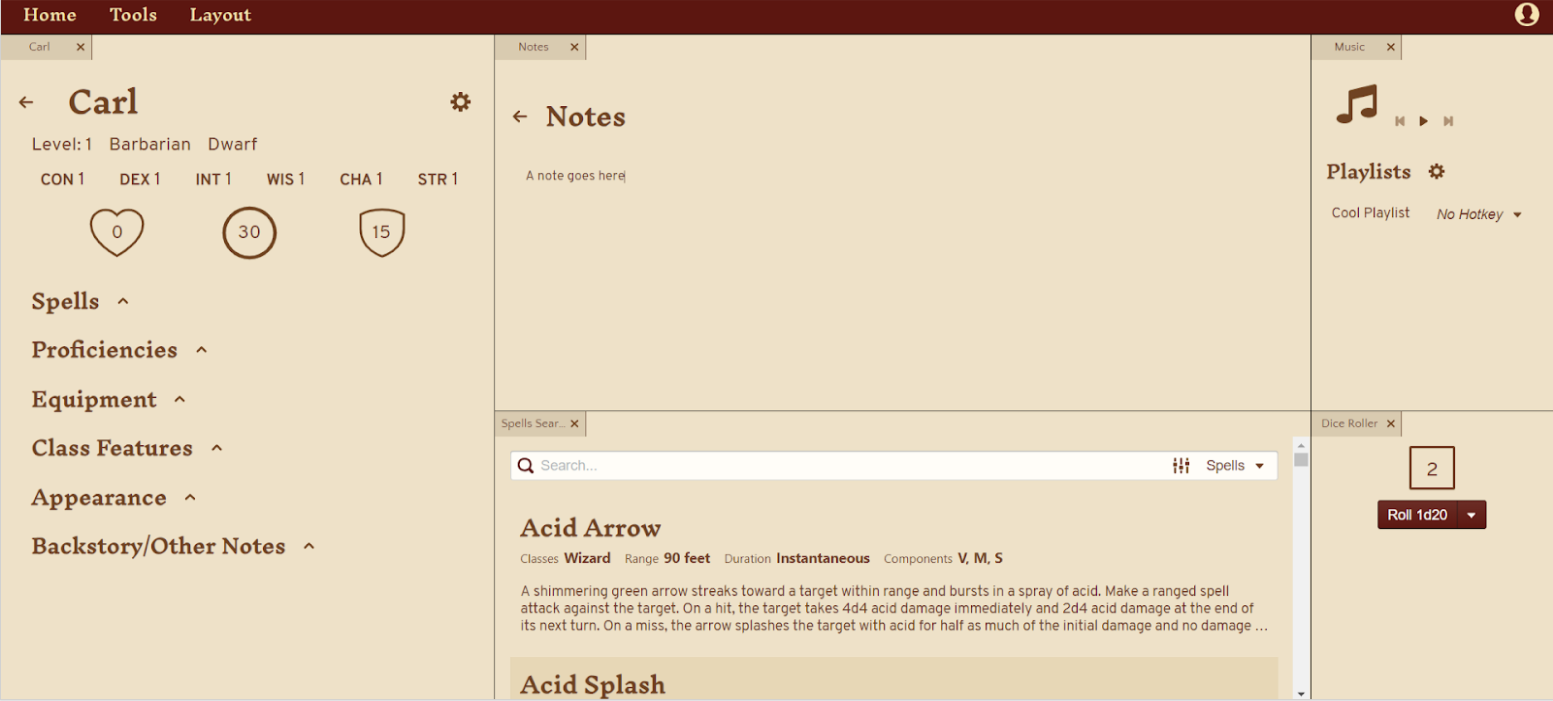 Home Tools Layout
Carl
Carl
Level: 1 Barbarian Dwarf
CON 1 DEX 1 INT 1 WIS 1 CHA 1 STR 1
0 30 15
Spells
Proficiencies
Equipment
Class Features
Appearance
Backstory/Other Notes
Notes
Notes
A note goes here
Spells Sear...
Search...
Spells
Acid Arrow
Classes Wizard Range 90 feet Duration Instantaneous Components V, M, S
A shimmering green arrow streaks toward a target within range and bursts in a spray of acid. Make a ranged spell
attack against the target. On a hit, the target takes 4d4 acid damage immediately and 2d4 acid damage at the end of
its next turn. On a miss, the arrow splashes the target with acid for half as much of the initial damage and no damage ...
Acid Splash
Music
Playlists
Cool Playlist No Hotkey
Dice Roller
2
Roll 1d20